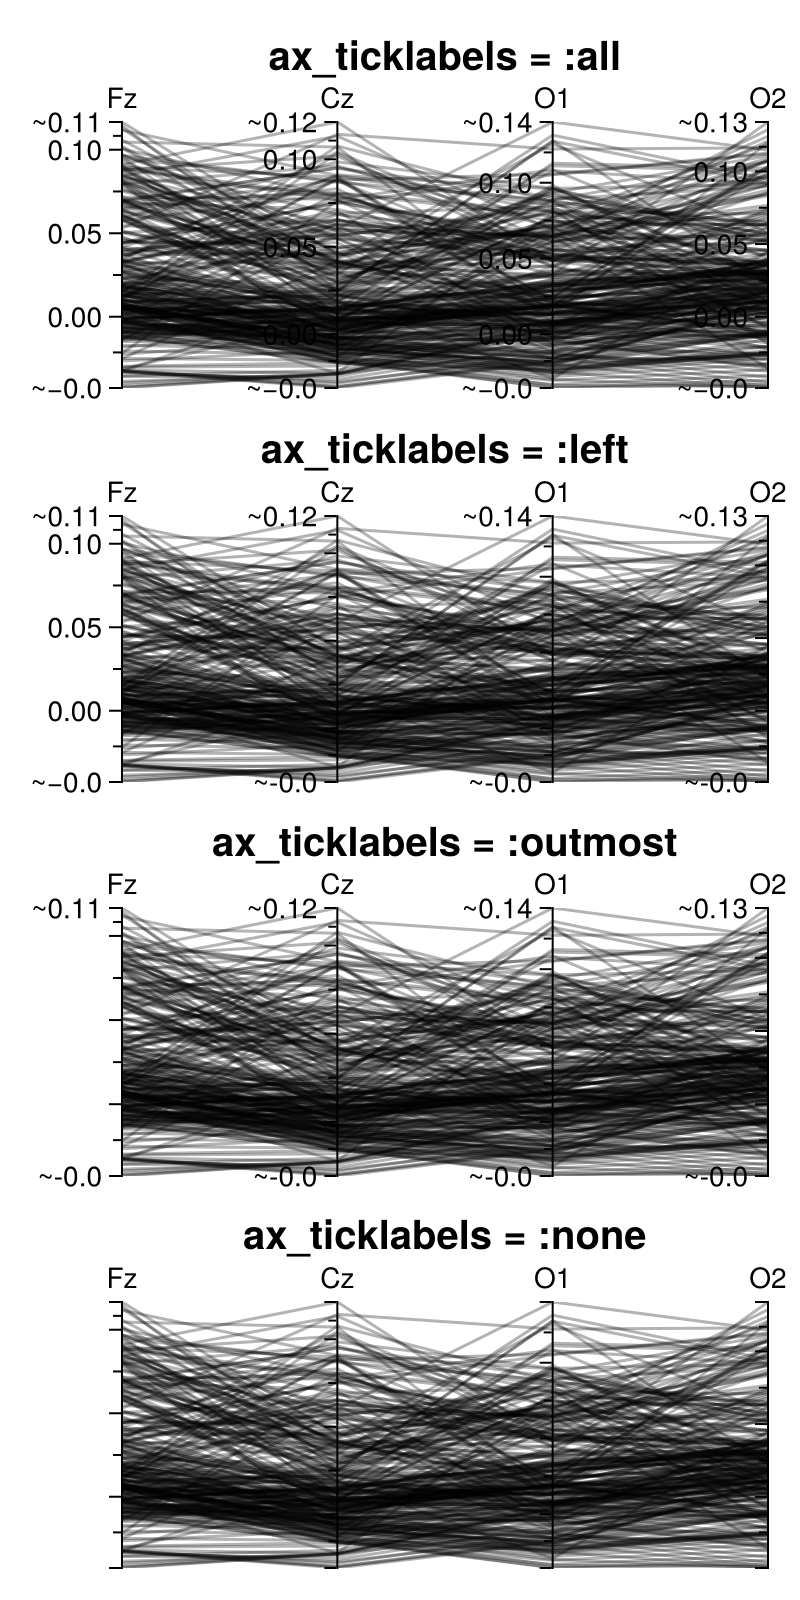 ax_ticklabels = :all
Fz Cz O1 O2
~0.11 ~0.12 ~0.14 ~0.13
0.10 0.10 0.10 0.10
0.05 0.05 0.05 0.05
0.00 0.00 0.00 0.00
~−0.0 ~−0.0 ~−0.0 ~−0.0
ax_ticklabels = :left
Fz Cz O1 O2
~0.11 ~0.12 ~0.14 ~0.13
0.10
0.05
0.00
~−0.0 ~-0.0 ~-0.0 ~-0.0
ax_ticklabels = :outmost
Fz Cz O1 O2
~0.11 ~0.12 ~0.14 ~0.13
~-0.0 ~-0.0 ~-0.0 ~-0.0
ax_ticklabels = :none
Fz Cz O1 O2